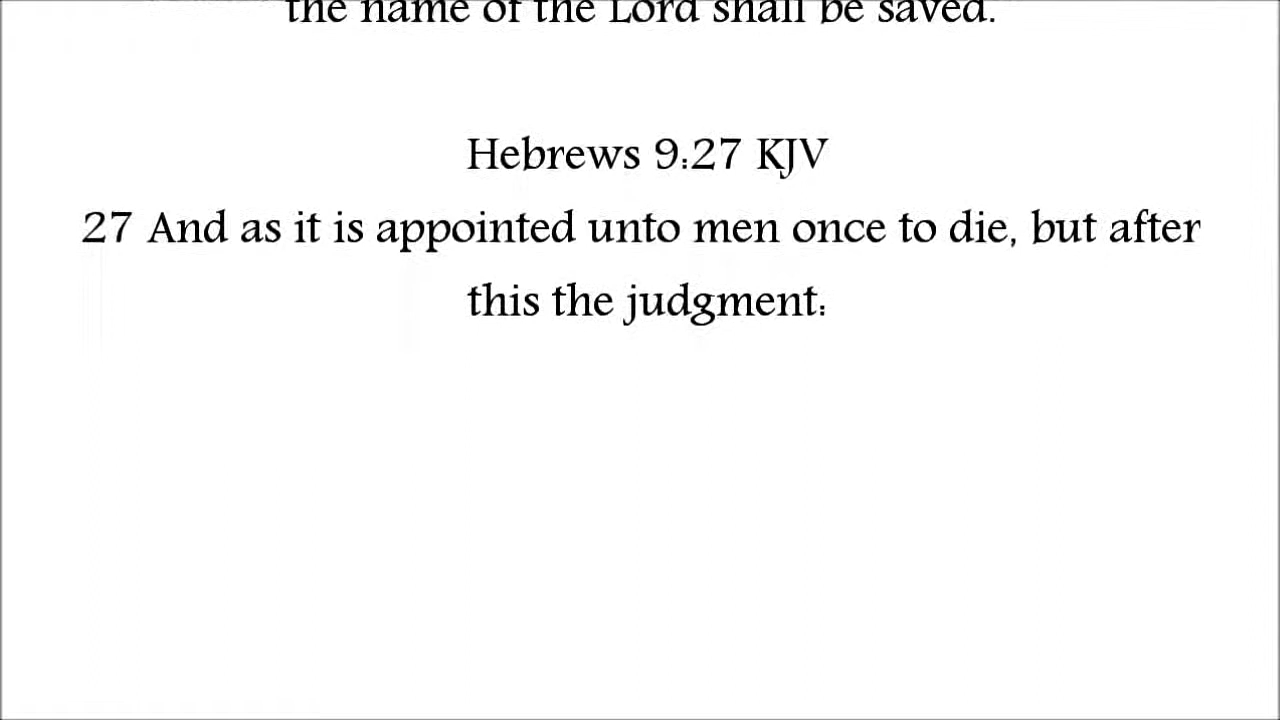 the name of the Lord shall be saved.
Hebrews 9:27 KJV
27 And as it is appointed unto men once to die, but after
this the judgment: